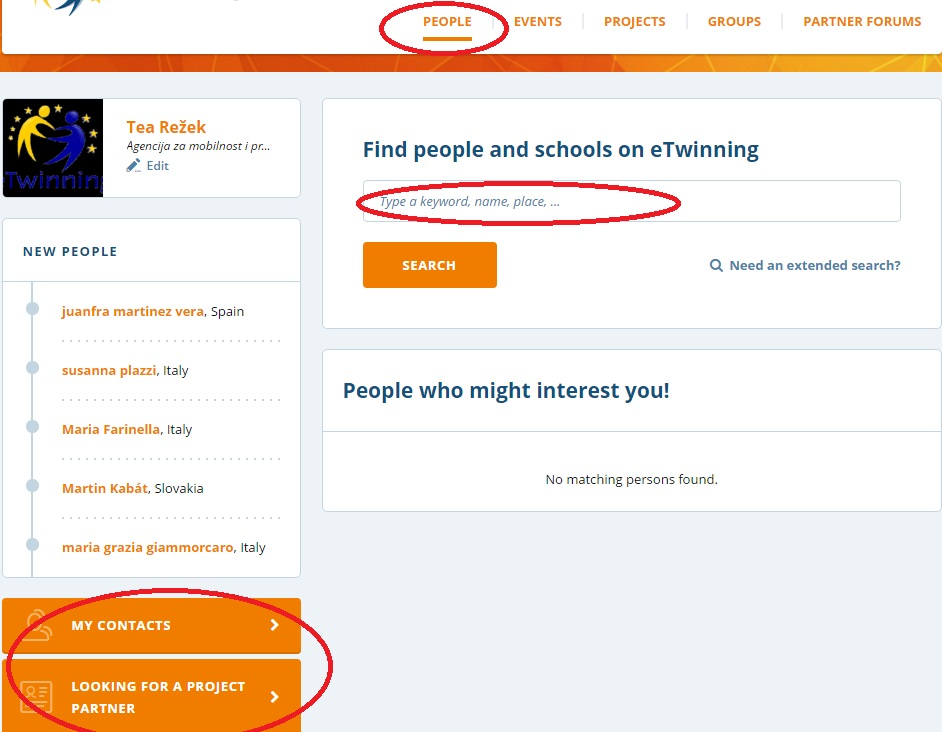 PEOPLE
EVENTS
PROJECTS
GROUPS
PARTNER FORUMS
Twinning
Tea Režek
Agencija za mobilnost i pr...
Edit
NEW PEOPLE
juanfra martinez vera, Spain
susanna plazzi, Italy
Maria Farinella, Italy
Martin Kabát, Slovakia
maria grazia giammorcaro, Italy
MY CONTACTS
LOOKING FOR A PROJECT
PARTNER
Find people and schools on eTwinning
Type a keyword, name, place, ...
SEARCH
Need an extended search?
People who might interest you!
No matching persons found.